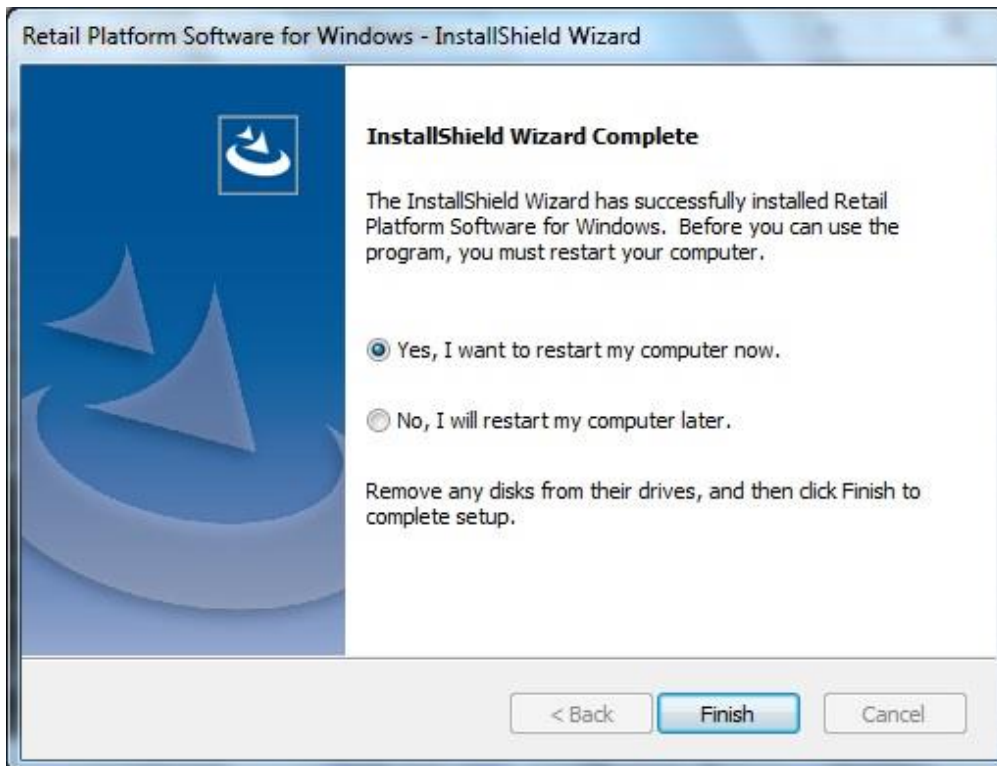 Retail Platform Software for Windows - InstallShield Wizard
InstallShield Wizard Complete
The InstallShield Wizard has successfully installed Retail
Platform Software for Windows.  Before you can use the
program, you must restart your computer.
Yes, I want to restart my computer now.
No, I will restart my computer later.
Remove any disks from their drives, and then click Finish to
complete setup.
< Back
Finish
Cancel